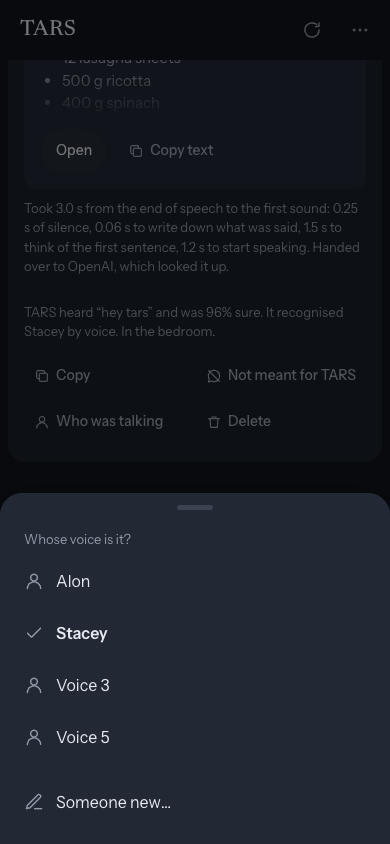 TARS
12 lasagna sheets
500 g ricotta
400 g spinach
Open
Copy text
Took 3.0 s from the end of speech to the first sound: 0.25
s of silence, 0.06 s to write down what was said, 1.5 s to
think of the first sentence, 1.2 s to start speaking. Handed
over to OpenAI, which looked it up.
TARS heard “hey tars” and was 96% sure. It recognised
Stacey by voice. In the bedroom.
Copy
Not meant for TARS
Who was talking
Delete
Whose voice is it?
Alon
Stacey
Voice 3
Voice 5
Someone new...